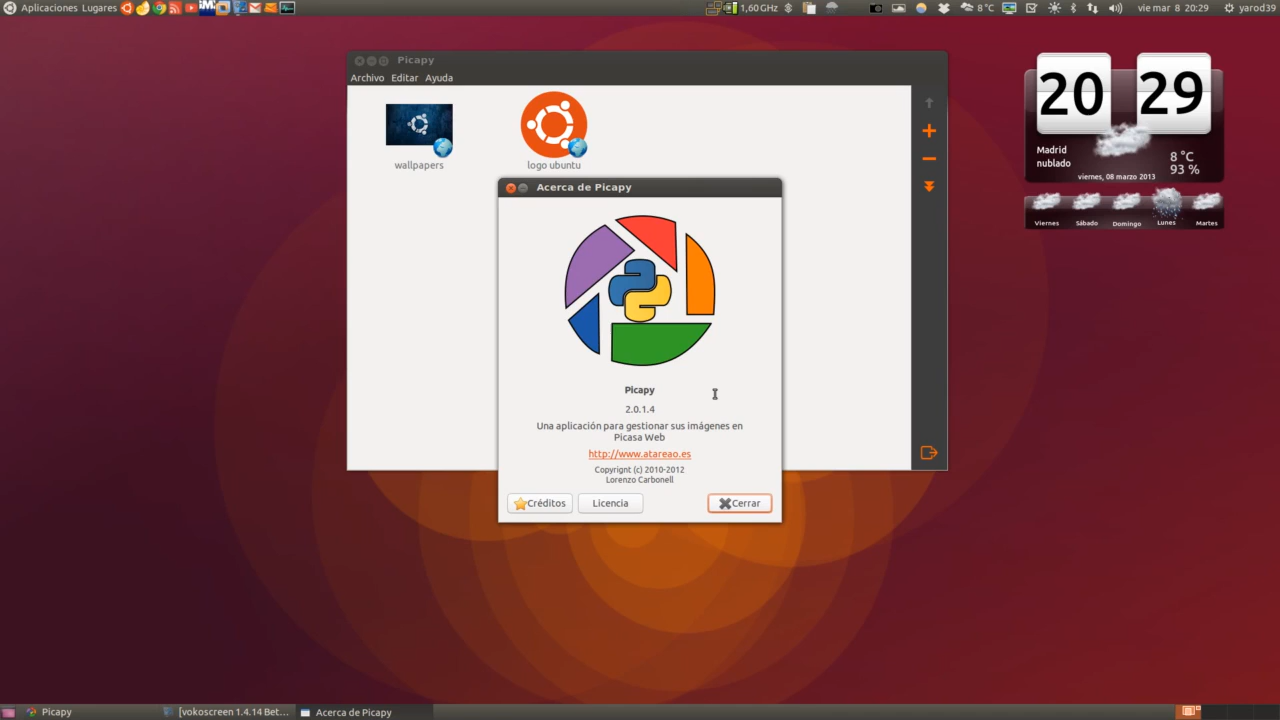 Aplicaciones Lugares
1,60 GHz
8 °C
vie mar 8 20:29
yarod39
Picapy
Archivo Editar Ayuda
wallpapers
logo ubuntu
Acerca de Picapy
Picapy
2.0.1.4
Una aplicación para gestionar sus imágenes en
Picasa Web
http://www.atareao.es
Copyrignt (c) 2010-2012
Lorenzo Carbonell
Créditos
Licencia
Cerrar
20 29
Madrid
nublado
8 °C
93 %
viernes, 08 marzo 2013
Viernes Sábado Domingo Lunes Martes
Picapy
[vokoscreen 1.4.14 Bet...
Acerca de Picapy